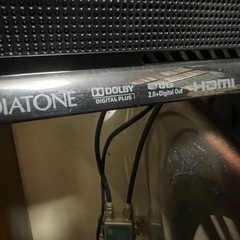 DIATONE
DOLBY
DIGITAL PLUS
2.0+Digital Out
HDMI